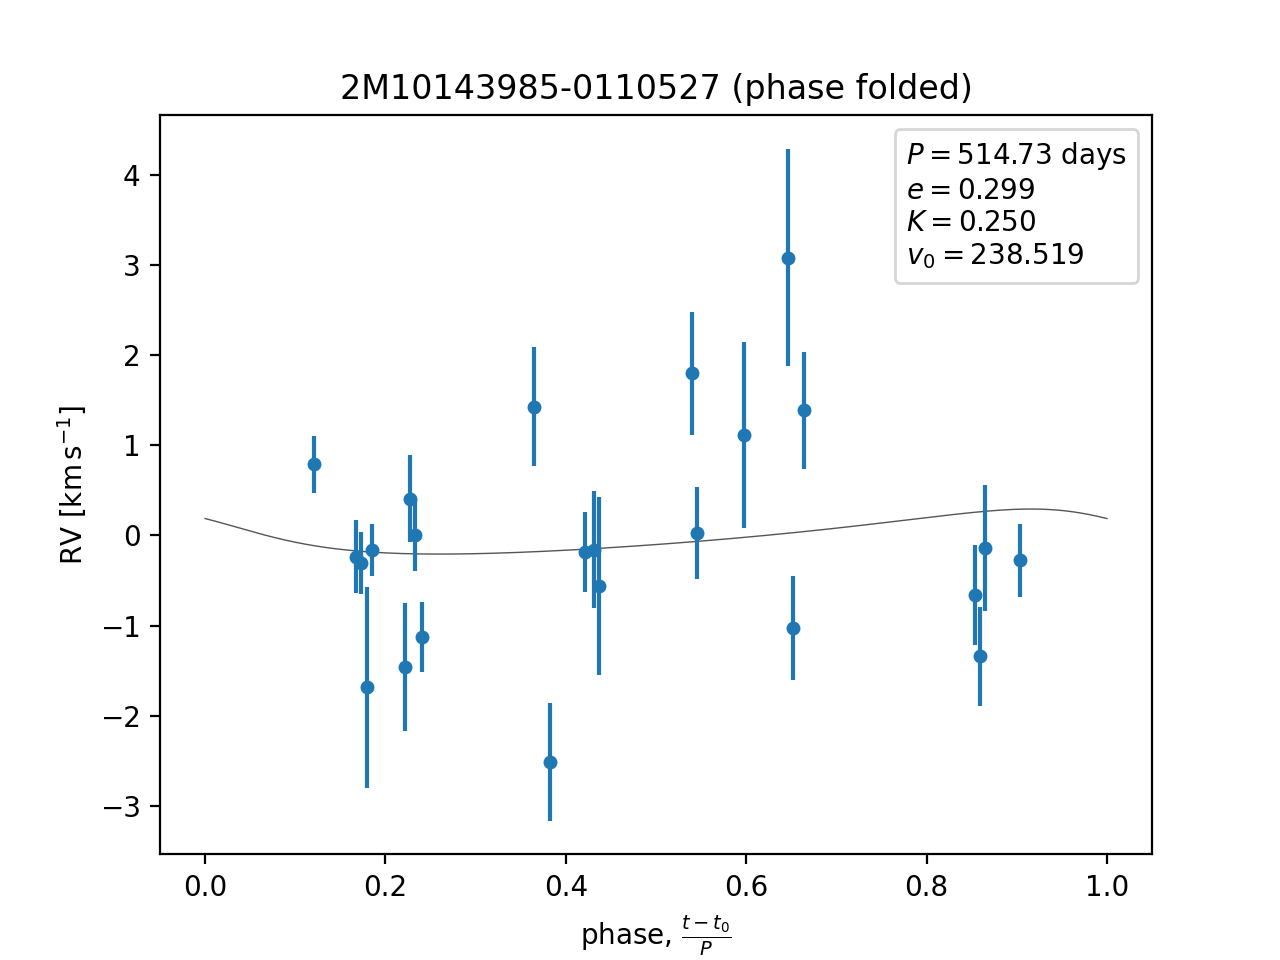 2M10143985-0110527 (phase folded)
P = 514.73 days
e = 0.299
K = 0.250
v₀ = 238.519
4
3
2
1
0
−1
−2
−3
RV [km s⁻¹]
0.0 0.2 0.4 0.6 0.8 1.0
phase, (t − t₀)/P